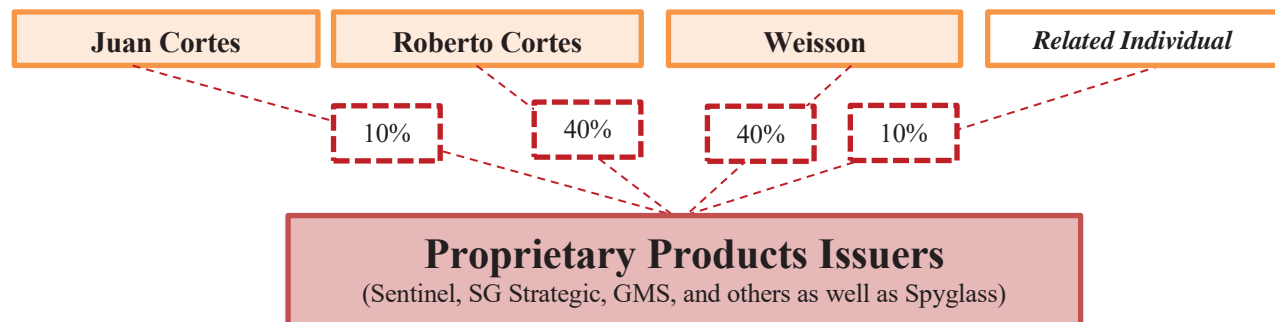 Juan Cortes
Roberto Cortes
Weisson
Related Individual
10%
40%
40%
10%
Proprietary Products Issuers
(Sentinel, SG Strategic, GMS, and others as well as Spyglass)